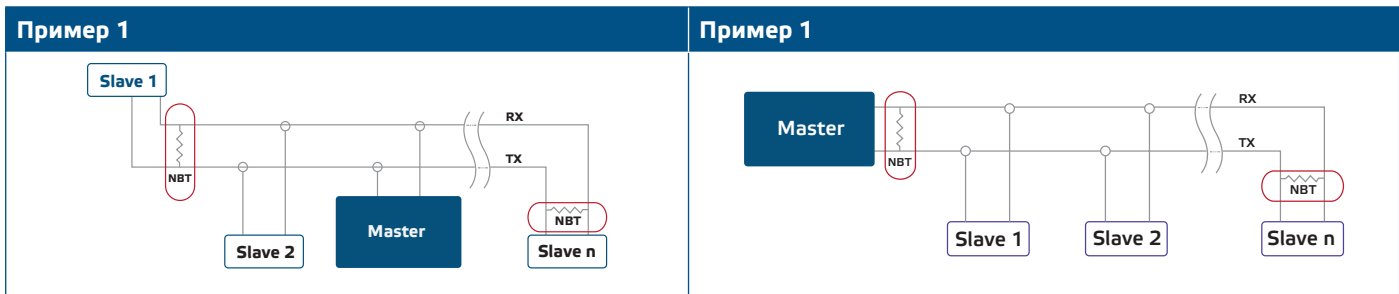 Пример 1
Slave 1
RX
TX
NBT
NBT
Master
Slave 2
Slave n
Пример 1
Master
RX
TX
NBT
NBT
Slave 1
Slave 2
Slave n